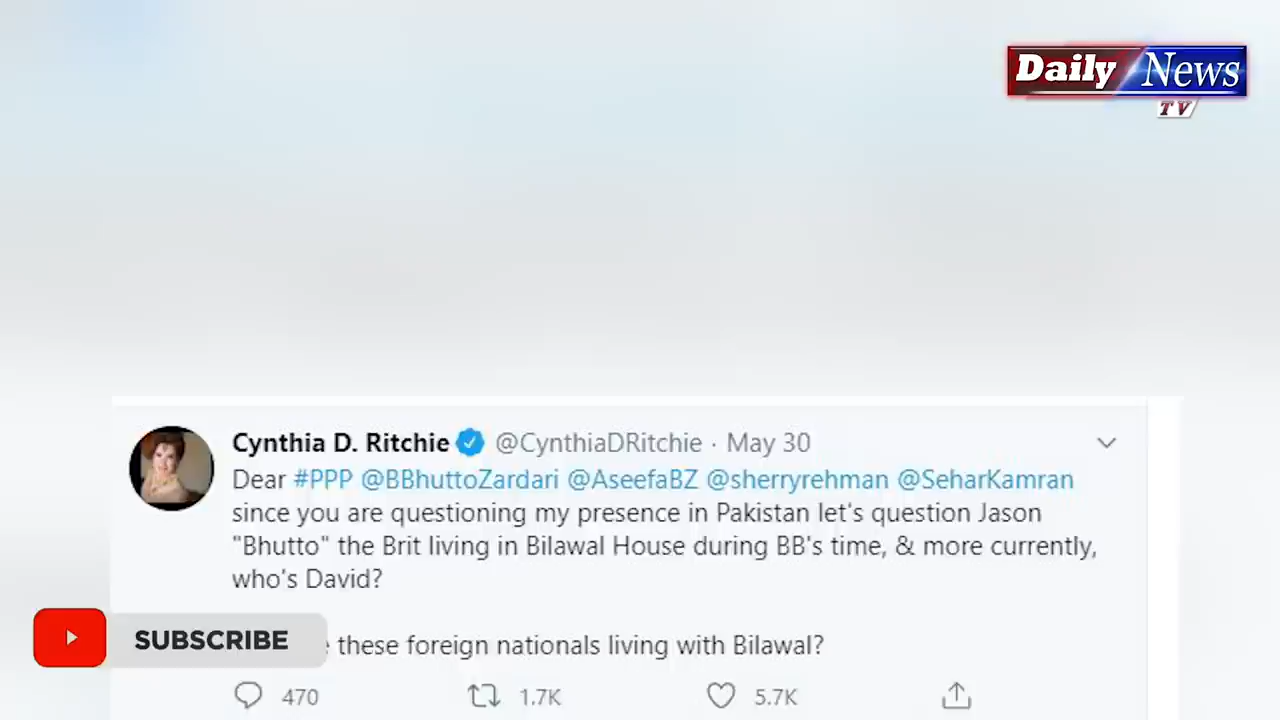 Daily News
TV
Cynthia D. Ritchie @CynthiaDRitchie · May 30
Dear #PPP @BBhuttoZardari @AseefaBZ @sherryrehman @SeharKamran
since you are questioning my presence in Pakistan let's question Jason
"Bhutto" the Brit living in Bilawal House during BB's time, & more currently,
who's David?
these foreign nationals living with Bilawal?
SUBSCRIBE
470 1.7K 5.7K